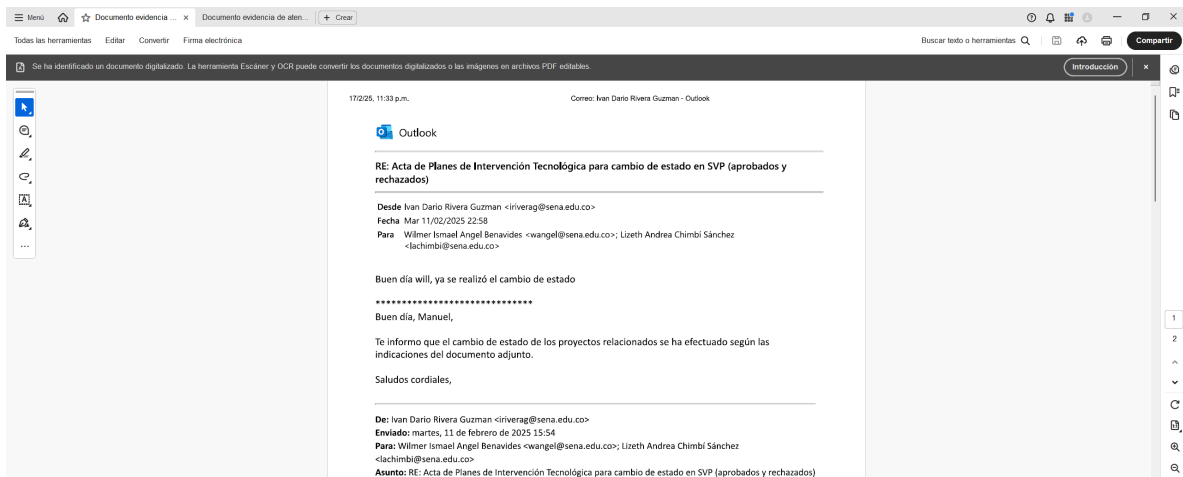 Menú
Documento evidencia ... ×
Documento evidencia de aten...
+ Crear
Todas las herramientas Editar Convertir Firma electrónica
Buscar texto o herramientas
Compartir
Se ha identificado un documento digitalizado. La herramienta Escáner y OCR puede convertir los documentos digitalizados o las imágenes en archivos PDF editables.
Introducción ×
17/2/25, 11:33 p.m. Correo: Ivan Dario Rivera Guzman - Outlook
Outlook
RE: Acta de Planes de Intervención Tecnológica para cambio de estado en SVP (aprobados y
rechazados)
Desde Ivan Dario Rivera Guzman <iriverag@sena.edu.co>
Fecha Mar 11/02/2025 22:58
Para Wilmer Ismael Angel Benavides <wangel@sena.edu.co>; Lizeth Andrea Chimbí Sánchez
<lachimbi@sena.edu.co>
Buen día will, ya se realizó el cambio de estado
******************************
Buen día, Manuel,
Te informo que el cambio de estado de los proyectos relacionados se ha efectuado según las
indicaciones del documento adjunto.
Saludos cordiales,
De: Ivan Dario Rivera Guzman <iriverag@sena.edu.co>
Enviado: martes, 11 de febrero de 2025 15:54
Para: Wilmer Ismael Angel Benavides <wangel@sena.edu.co>; Lizeth Andrea Chimbí Sánchez
<lachimbi@sena.edu.co>
Asunto: RE: Acta de Planes de Intervención Tecnológica para cambio de estado en SVP (aprobados y rechazados)
1
2